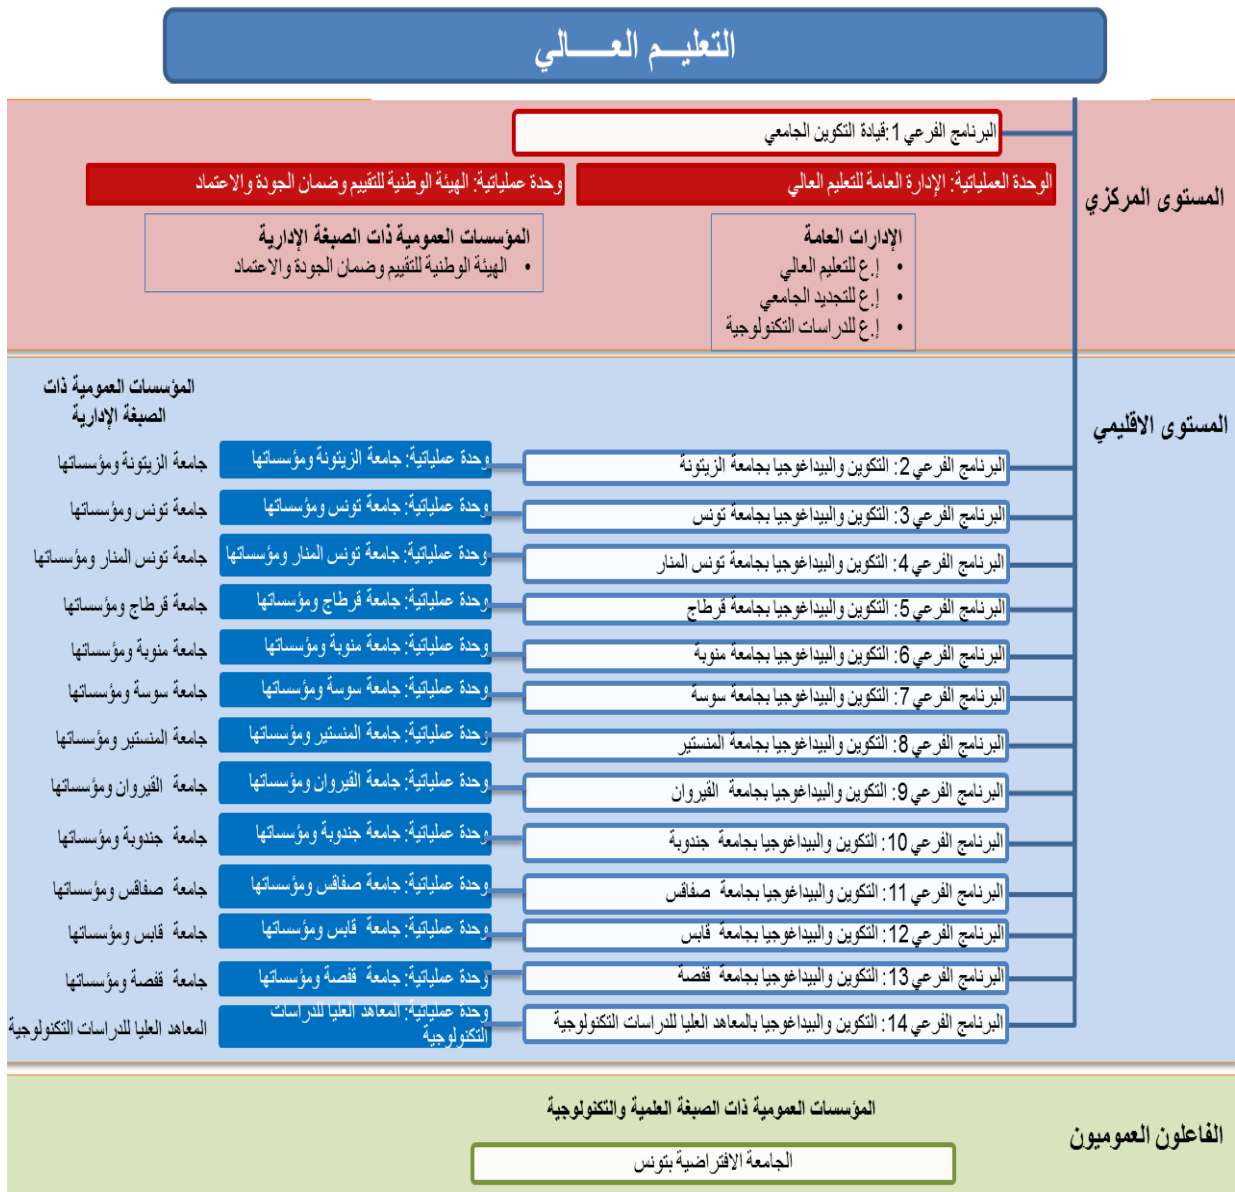 التعليـــم العـــــالي
المستوى المركزي
البرنامج الفرعي 1:قيادة التكوين الجامعي
الوحدة العملياتية: الإدارة العامة للتعليم العالي
وحدة عملياتية: الهيئة الوطنية للتقييم وضمان الجودة والاعتماد
الإدارات العامة
• إ.ع للتعليم العالي
• إ.ع للتجديد الجامعي
• إ.ع للدراسات التكنولوجية
المؤسسات العمومية ذات الصبغة الإدارية
• الهيئة الوطنية للتقييم وضمان الجودة والاعتماد
المستوى الاقليمي
المؤسسات العمومية ذات
الصبغة الإدارية
البرنامج الفرعي 2: التكوين والبيداغوجيا بجامعة الزيتونة
وحدة عملياتية: جامعة الزيتونة ومؤسساتها
جامعة الزيتونة ومؤسساتها
البرنامج الفرعي 3: التكوين والبيداغوجيا بجامعة تونس
وحدة عملياتية: جامعة تونس ومؤسساتها
جامعة تونس ومؤسساتها
البرنامج الفرعي 4: التكوين والبيداغوجيا بجامعة تونس المنار
وحدة عملياتية: جامعة تونس المنار ومؤسساتها
جامعة تونس المنار ومؤسساتها
البرنامج الفرعي 5: التكوين والبيداغوجيا بجامعة قرطاج
وحدة عملياتية: جامعة قرطاج ومؤسساتها
جامعة قرطاج ومؤسساتها
البرنامج الفرعي 6: التكوين والبيداغوجيا بجامعة منوبة
وحدة عملياتية: جامعة منوبة ومؤسساتها
جامعة منوبة ومؤسساتها
البرنامج الفرعي 7: التكوين والبيداغوجيا بجامعة سوسة
وحدة عملياتية: جامعة سوسة ومؤسساتها
جامعة سوسة ومؤسساتها
البرنامج الفرعي 8: التكوين والبيداغوجيا بجامعة المنستير
وحدة عملياتية: جامعة المنستير ومؤسساتها
جامعة المنستير ومؤسساتها
البرنامج الفرعي 9: التكوين والبيداغوجيا بجامعة القيروان
وحدة عملياتية: جامعة القيروان ومؤسساتها
جامعة القيروان ومؤسساتها
البرنامج الفرعي 10: التكوين والبيداغوجيا بجامعة جندوبة
وحدة عملياتية: جامعة جندوبة ومؤسساتها
جامعة جندوبة ومؤسساتها
البرنامج الفرعي 11: التكوين والبيداغوجيا بجامعة صفاقس
وحدة عملياتية: جامعة صفاقس ومؤسساتها
جامعة صفاقس ومؤسساتها
البرنامج الفرعي 12: التكوين والبيداغوجيا بجامعة قابس
وحدة عملياتية: جامعة قابس ومؤسساتها
جامعة قابس ومؤسساتها
البرنامج الفرعي 13: التكوين والبيداغوجيا بجامعة قفصة
وحدة عملياتية: جامعة قفصة ومؤسساتها
جامعة قفصة ومؤسساتها
البرنامج الفرعي 14: التكوين والبيداغوجيا بالمعاهد العليا للدراسات التكنولوجية
وحدة عملياتية: المعاهد العليا للدراسات
التكنولوجية
المعاهد العليا للدراسات التكنولوجية
الفاعلون العموميون
المؤسسات العمومية ذات الصبغة العلمية والتكنولوجية
الجامعة الافتراضية بتونس